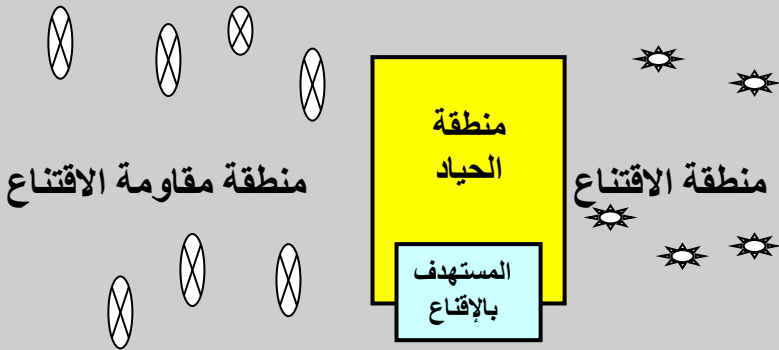 منطقة
الحياد
منطقة الاقتناع
منطقة مقاومة الاقتناع
المستهدف
بالإقناع